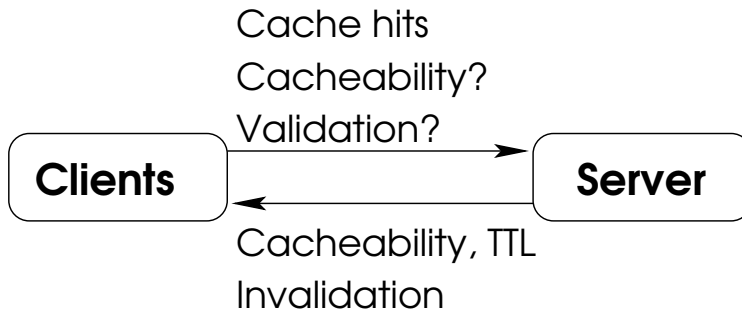 Cache hits
Cacheability?
Validation?
Clients
Server
Cacheability, TTL
Invalidation